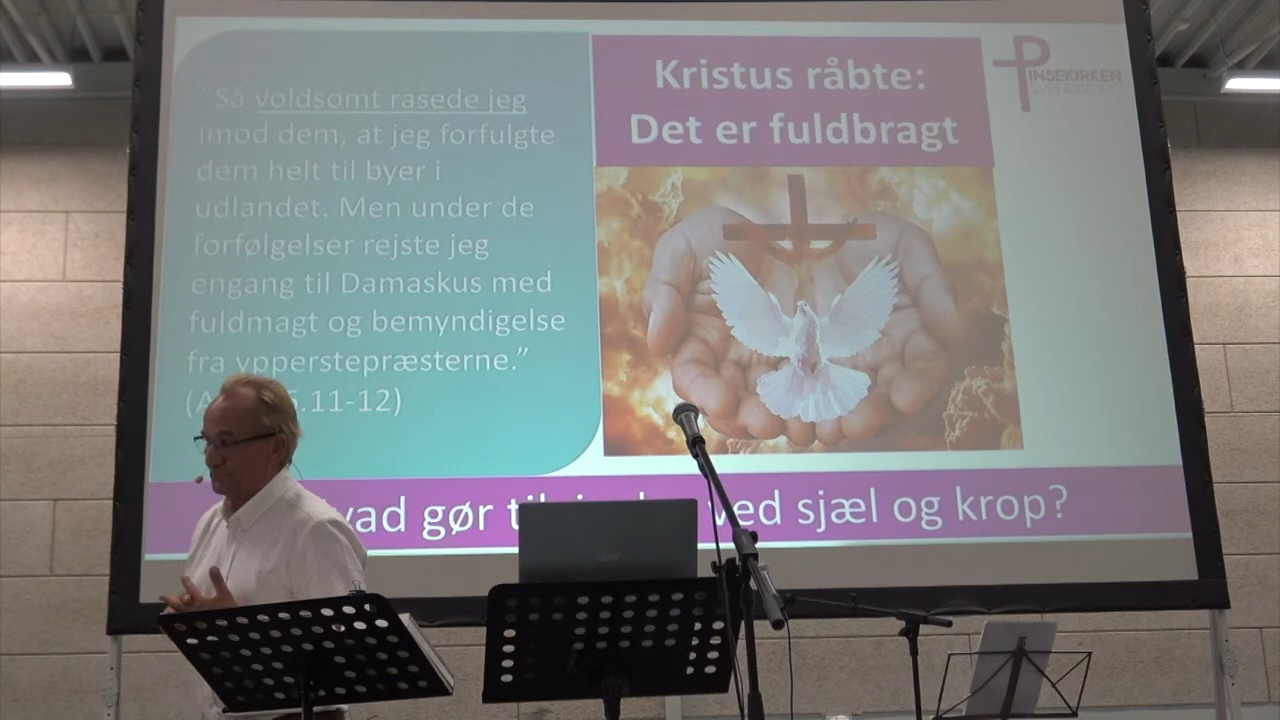 "Så voldsomt rasede jeg
imod dem, at jeg forfulgte
dem helt til byer i
udlandet. Men under de
forfølgelser rejste jeg
engang til Damaskus med
fuldmagt og bemyndigelse
fra ypperstepræsterne."
.11-12)
Kristus råbte:
Det er fuldbragt
PINSEKIRKEN
SVENDBORG
vad gør ved sjæl og krop?